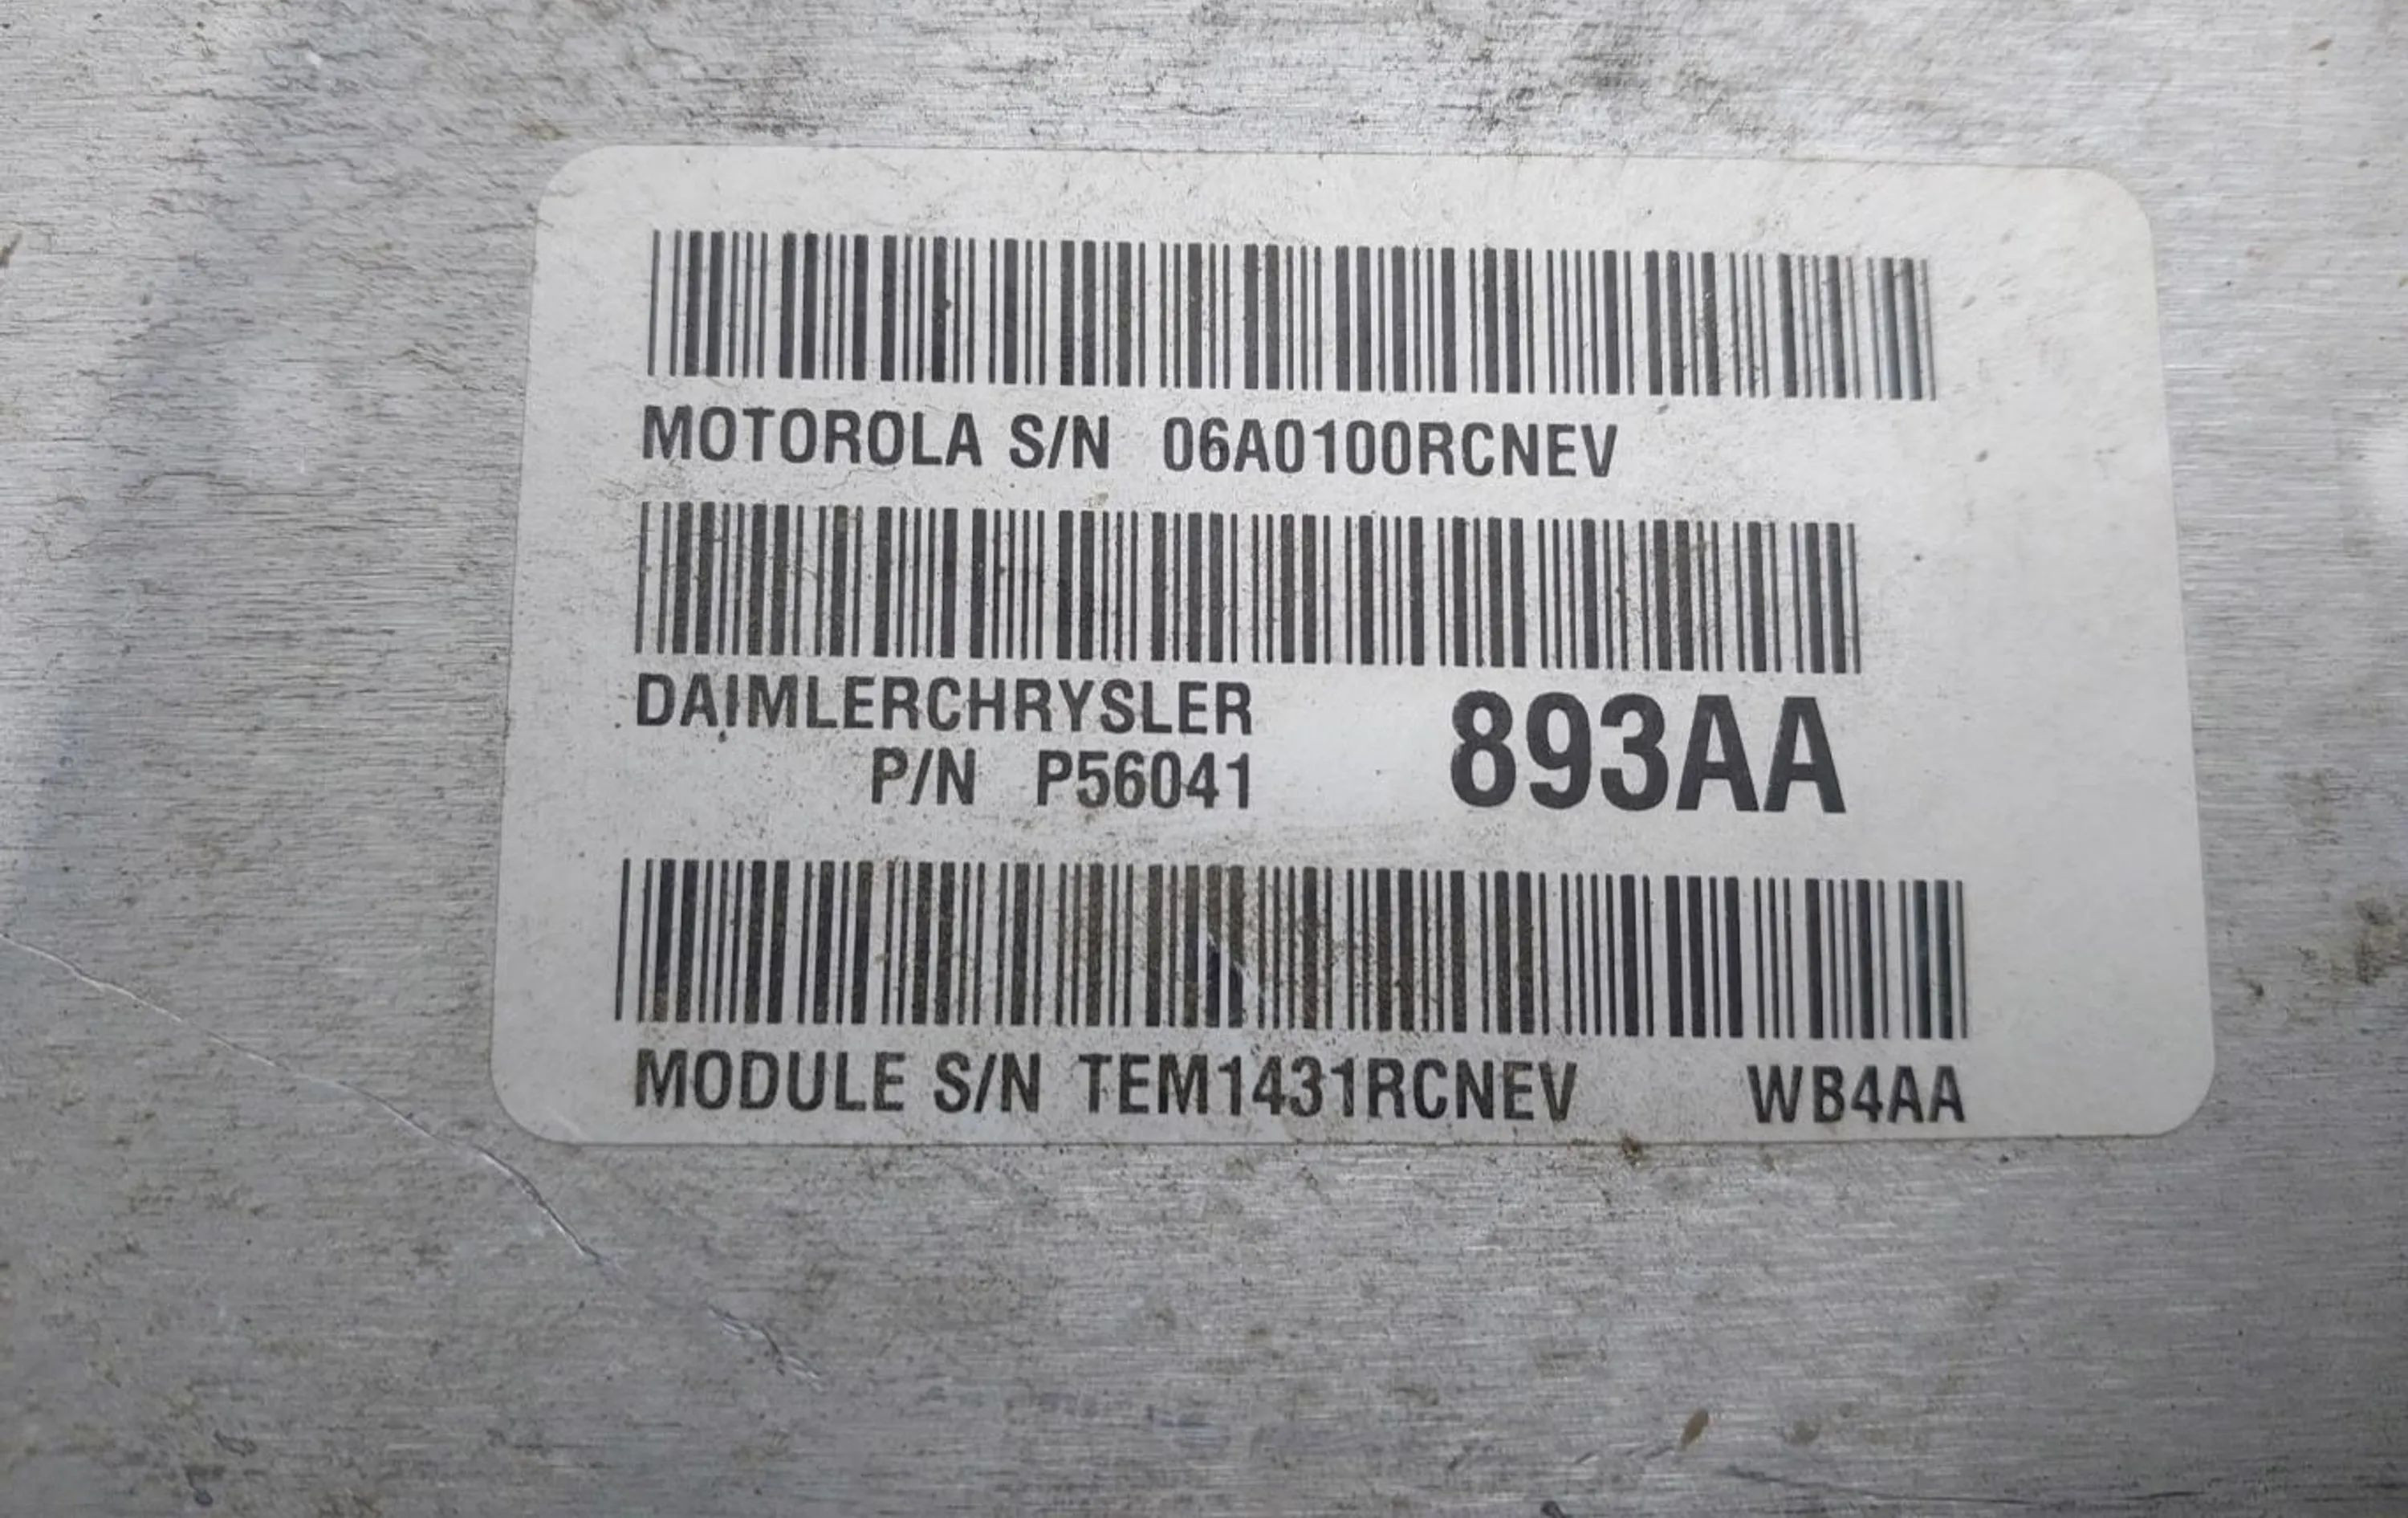 MOTOROLA S/N 06A0100RCNEV
DAIMLERCHRYSLER
P/N P56041 893AA
MODULE S/N TEM1431RCNEV WB4AA